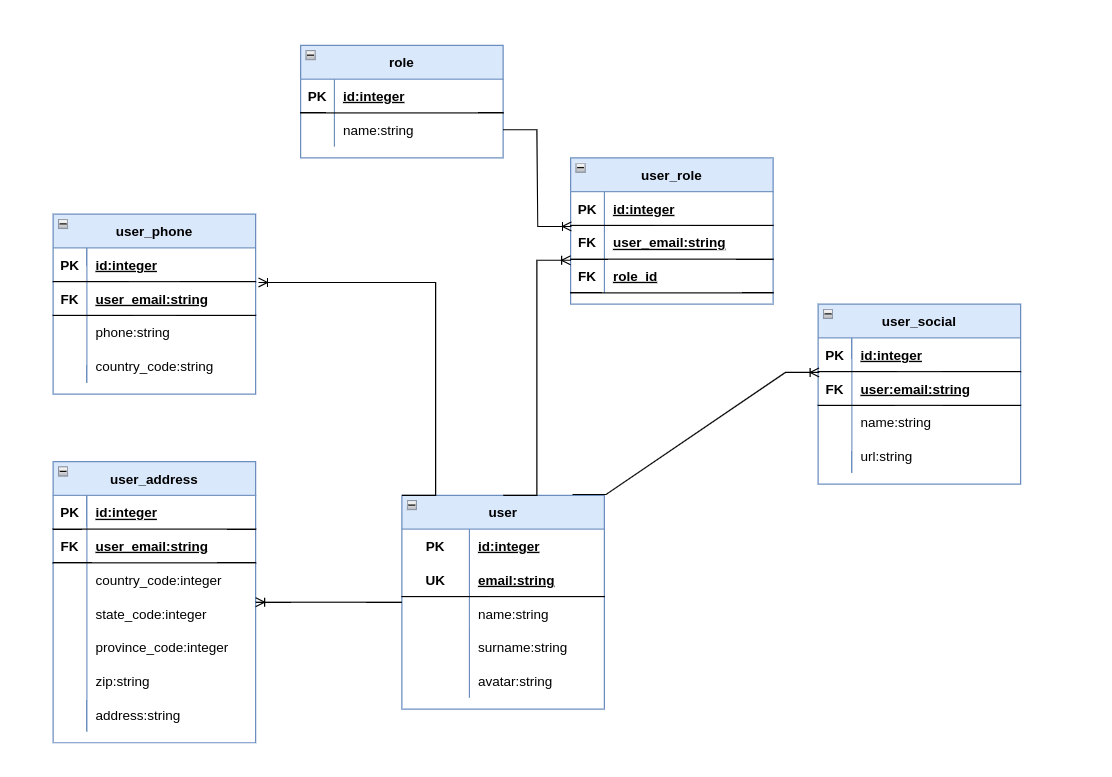 role
PK id:integer
name:string
user_role
PK id:integer
FK user_email:string
FK role_id
user_phone
PK id:integer
FK user_email:string
phone:string
country_code:string
user_social
PK id:integer
FK user:email:string
name:string
url:string
user_address
PK id:integer
FK user_email:string
country_code:integer
state_code:integer
province_code:integer
zip:string
address:string
user
PK id:integer
UK email:string
name:string
surname:string
avatar:string